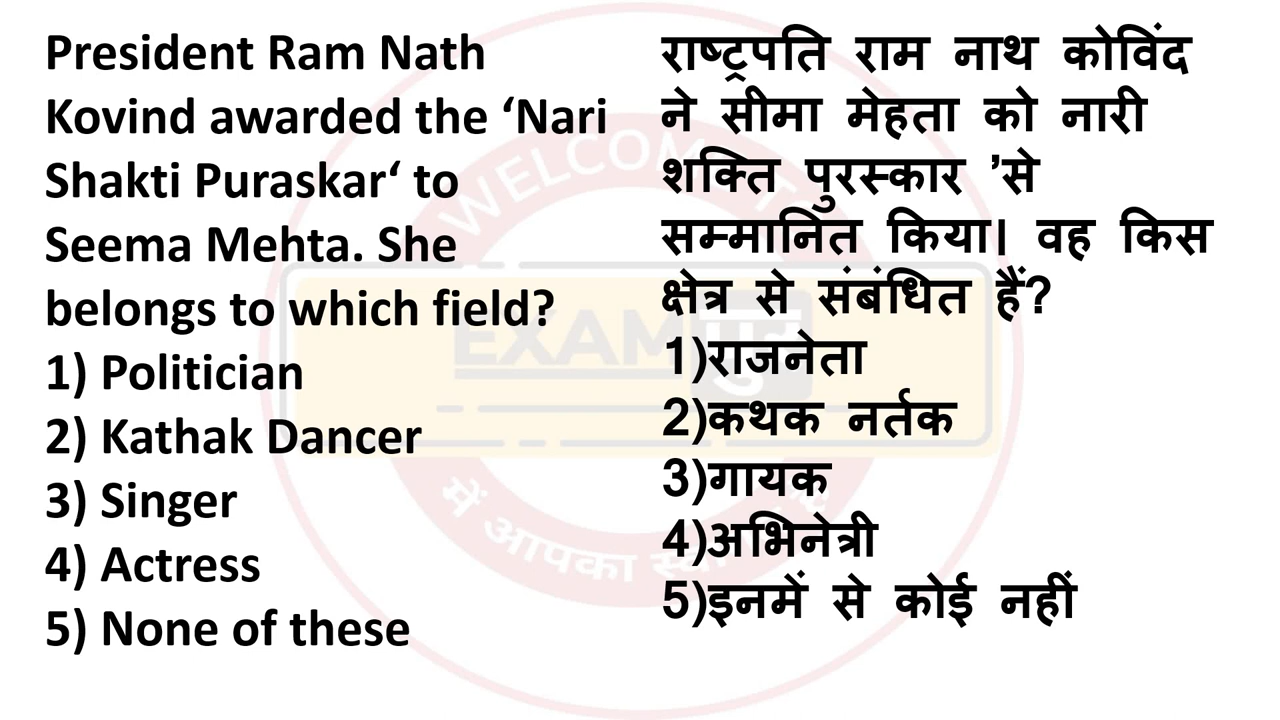 President Ram Nath
Kovind awarded the ‘Nari
Shakti Puraskar‘ to
Seema Mehta. She
belongs to which field?
1) Politician
2) Kathak Dancer
3) Singer
4) Actress
5) None of these
राष्ट्रपति राम नाथ कोविंद
ने सीमा मेहता को नारी
शक्ति पुरस्कार ’से
सम्मानित किया। वह किस
क्षेत्र से संबंधित हैं?
1)राजनेता
2)कथक नर्तक
3)गायक
4)अभिनेत्री
5)इनमें से कोई नहीं
EXAM
में आपका